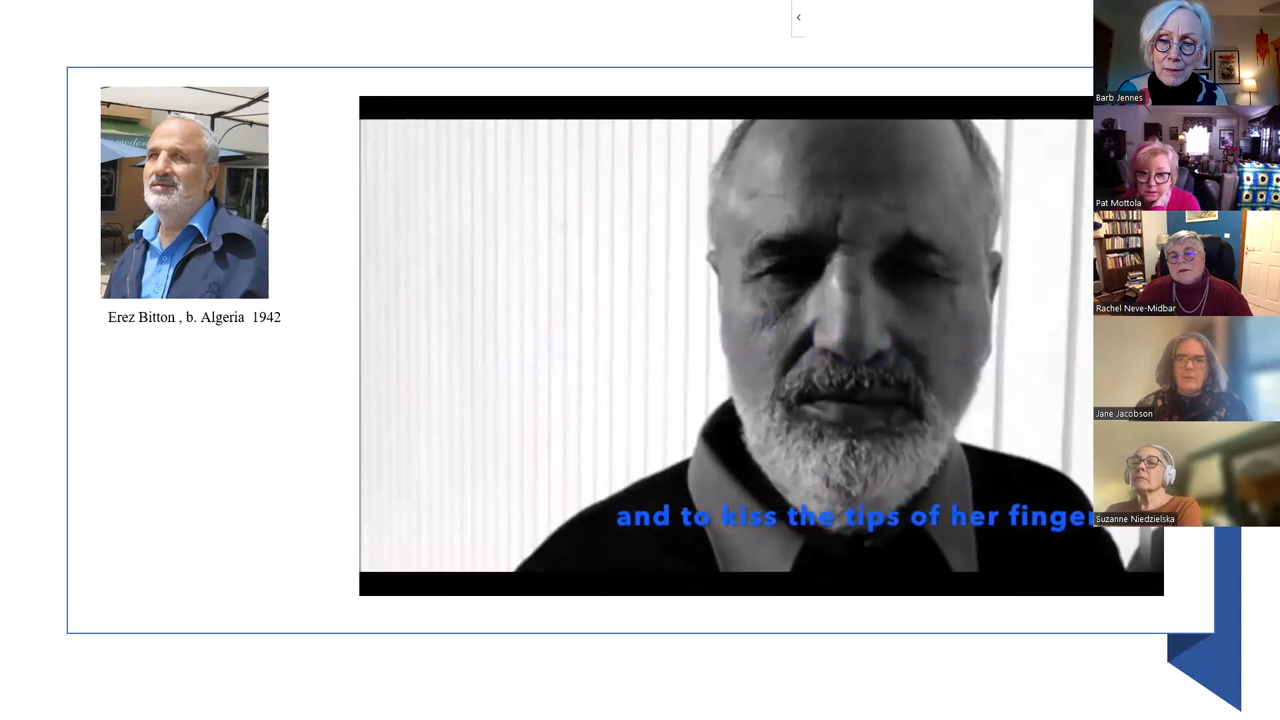 Erez Bitton , b. Algeria 1942
and to kiss the tips of her finger
Barb Jennes
Pat Mottola
Rachel Neve-Midbar
Jane Jacobson
Suzanne Niedzielska